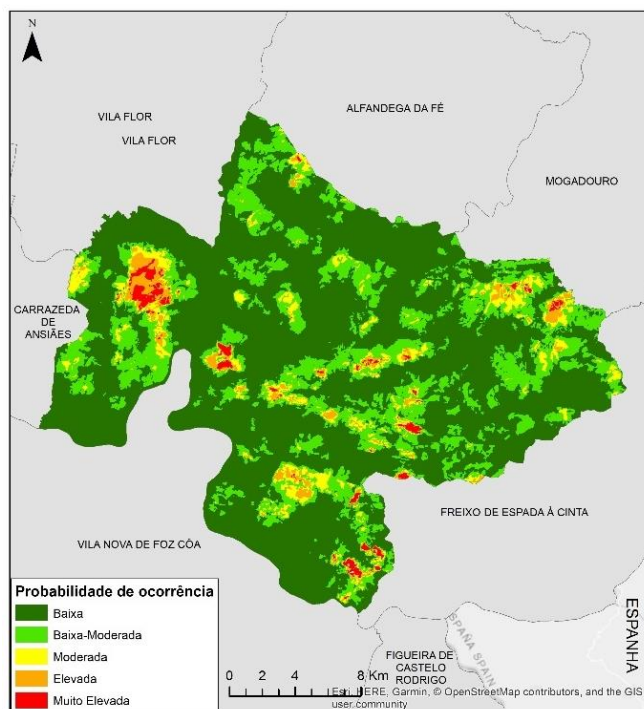 N
ALFANDEGA DA FÉ
VILA FLOR
VILA FLOR
MOGADOURO
CARRAZEDA
DE
ANSIÃES
FREIXO DE ESPADA À CINTA
VILA NOVA DE FOZ CÔA
Probabilidade de ocorrência
Baixa
Baixa-Moderada
Moderada
Elevada
Muito Elevada
ESPANHA
SPAÑA SPAIN
FIGUEIRA DE
CASTELO
RODRIGO
0 2 4 8 Km
Esri, HERE, Garmin, © OpenStreetMap contributors, and the GIS
user community